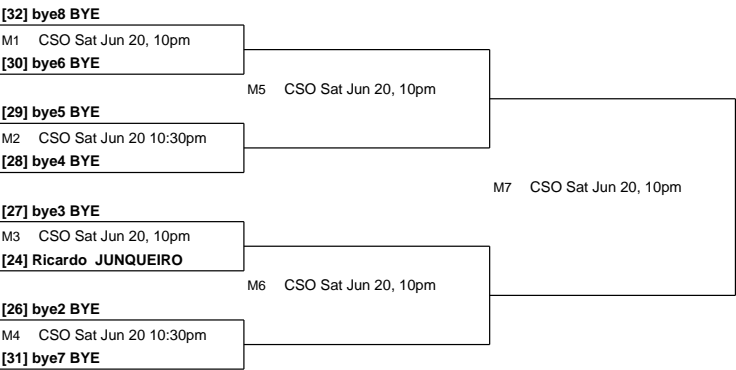 [32] bye8 BYE
M1 CSO Sat Jun 20, 10pm
[30] bye6 BYE
M5 CSO Sat Jun 20, 10pm
[29] bye5 BYE
M2 CSO Sat Jun 20 10:30pm
[28] bye4 BYE
M7 CSO Sat Jun 20, 10pm
[27] bye3 BYE
M3 CSO Sat Jun 20, 10pm
[24] Ricardo JUNQUEIRO
M6 CSO Sat Jun 20, 10pm
[26] bye2 BYE
M4 CSO Sat Jun 20 10:30pm
[31] bye7 BYE